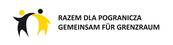 RAZEM DLA POGRANICZA
GEMEINSAM FÜR GRENZRAUM